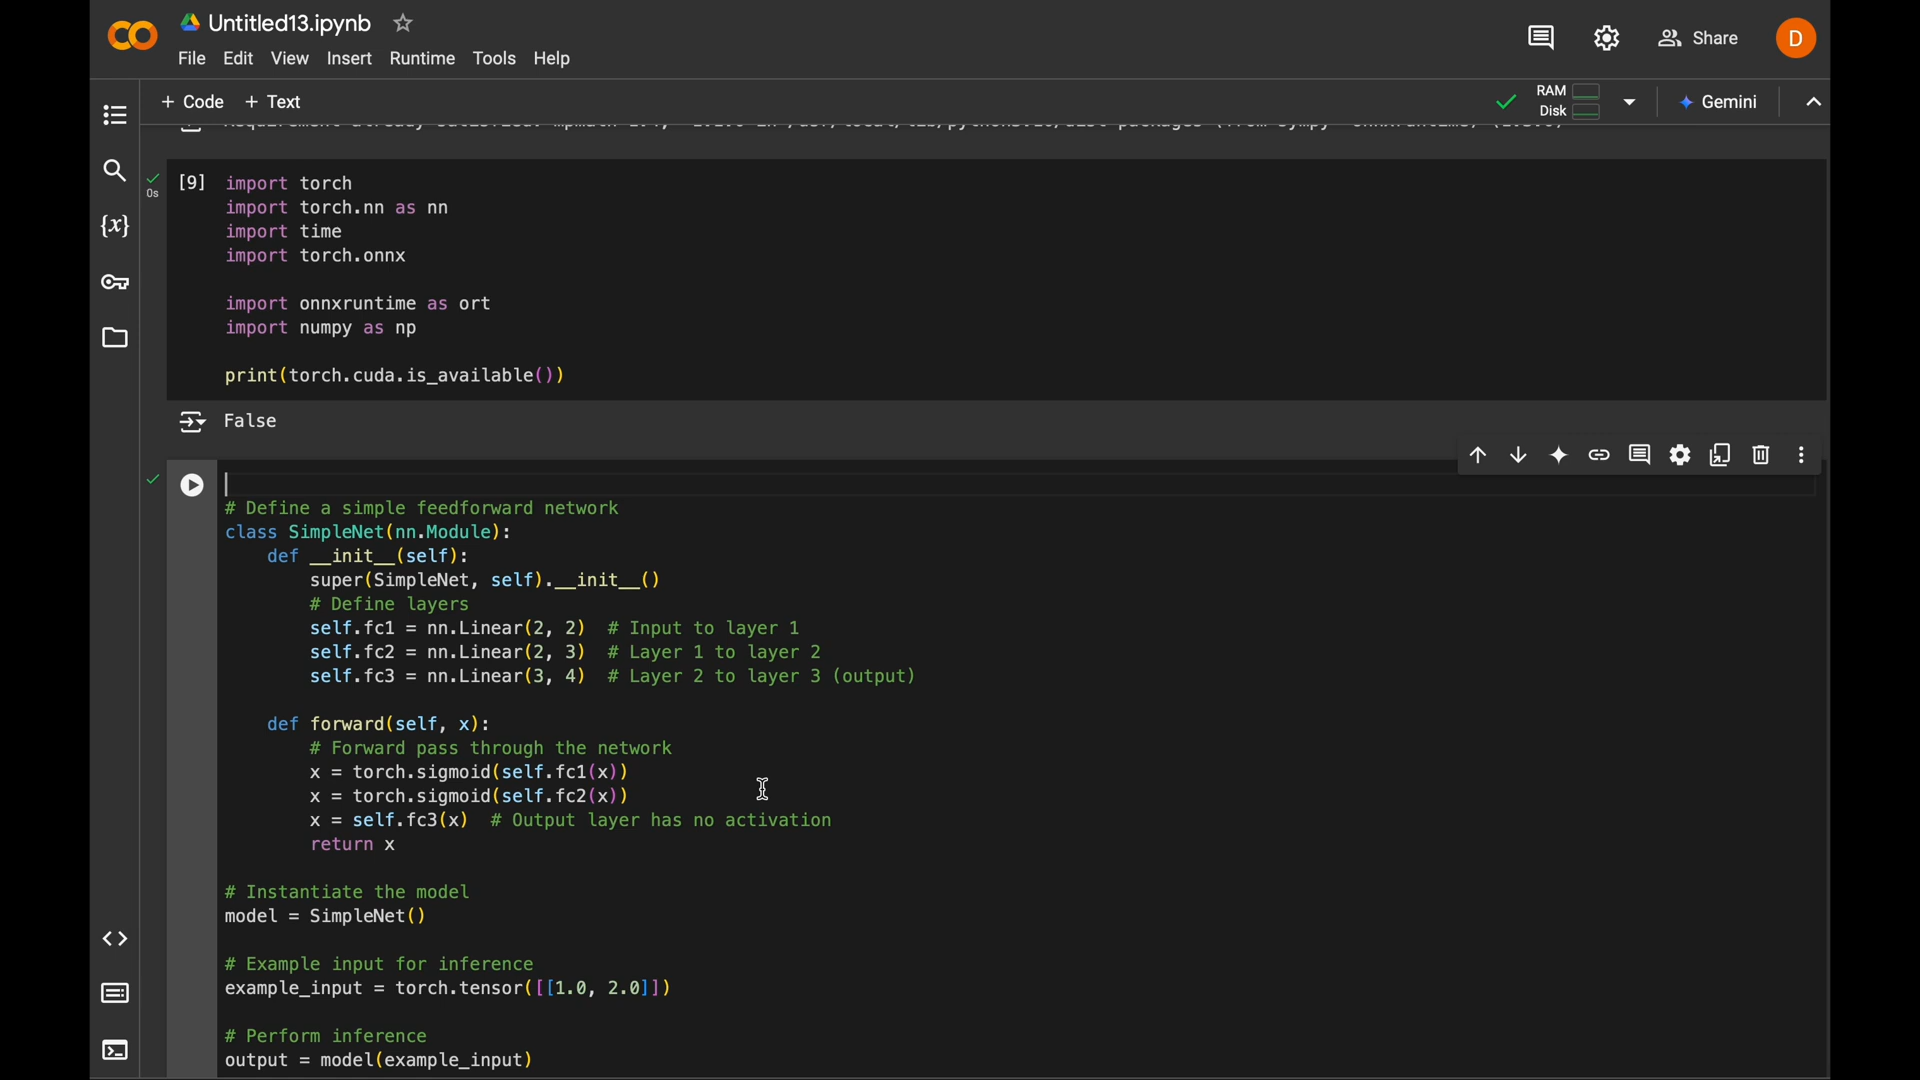 Untitled13.ipynb
File Edit View Insert Runtime Tools Help
Share
D
+ Code + Text
RAM
Disk
Gemini
0s
[9] import torch
import torch.nn as nn
import time
import torch.onnx
import onnxruntime as ort
import numpy as np
print(torch.cuda.is_available())
False
# Define a simple feedforward network
class SimpleNet(nn.Module):
def __init__(self):
super(SimpleNet, self).__init__()
# Define layers
self.fc1 = nn.Linear(2, 2) # Input to layer 1
self.fc2 = nn.Linear(2, 3) # Layer 1 to layer 2
self.fc3 = nn.Linear(3, 4) # Layer 2 to layer 3 (output)
def forward(self, x):
# Forward pass through the network
x = torch.sigmoid(self.fc1(x))
x = torch.sigmoid(self.fc2(x))
x = self.fc3(x) # Output layer has no activation
return x
# Instantiate the model
model = SimpleNet()
# Example input for inference
example_input = torch.tensor([[1.0, 2.0]])
# Perform inference
output = model(example_input)